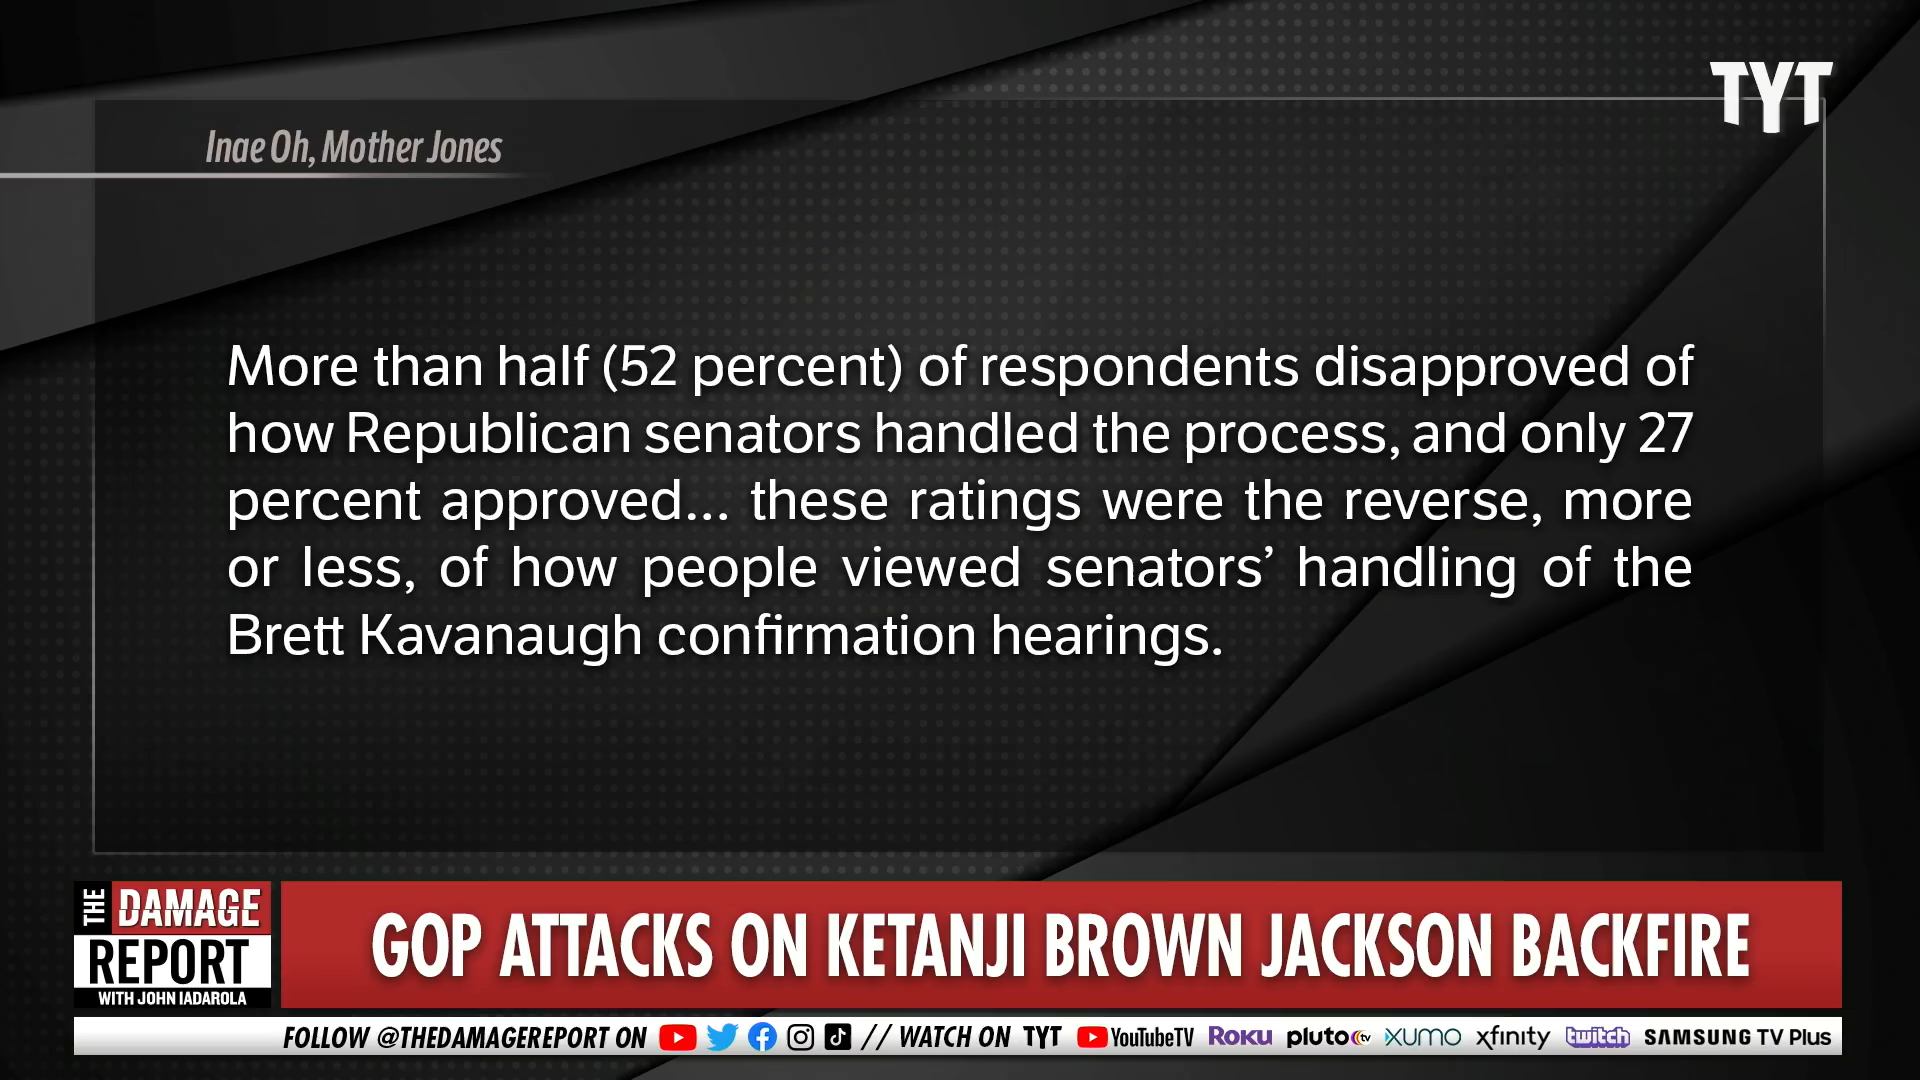 TYT
Inae Oh, Mother Jones
More than half (52 percent) of respondents disapproved of
how Republican senators handled the process, and only 27
percent approved... these ratings were the reverse, more
or less, of how people viewed senators’ handling of the
Brett Kavanaugh confirmation hearings.
THE DAMAGE
REPORT
WITH JOHN IADAROLA
GOP ATTACKS ON KETANJI BROWN JACKSON BACKFIRE
FOLLOW @THEDAMAGEREPORT ON // WATCH ON TYT YouTubeTV ROKU pluto tv XUMO xfinity twitch SAMSUNG TV Plus